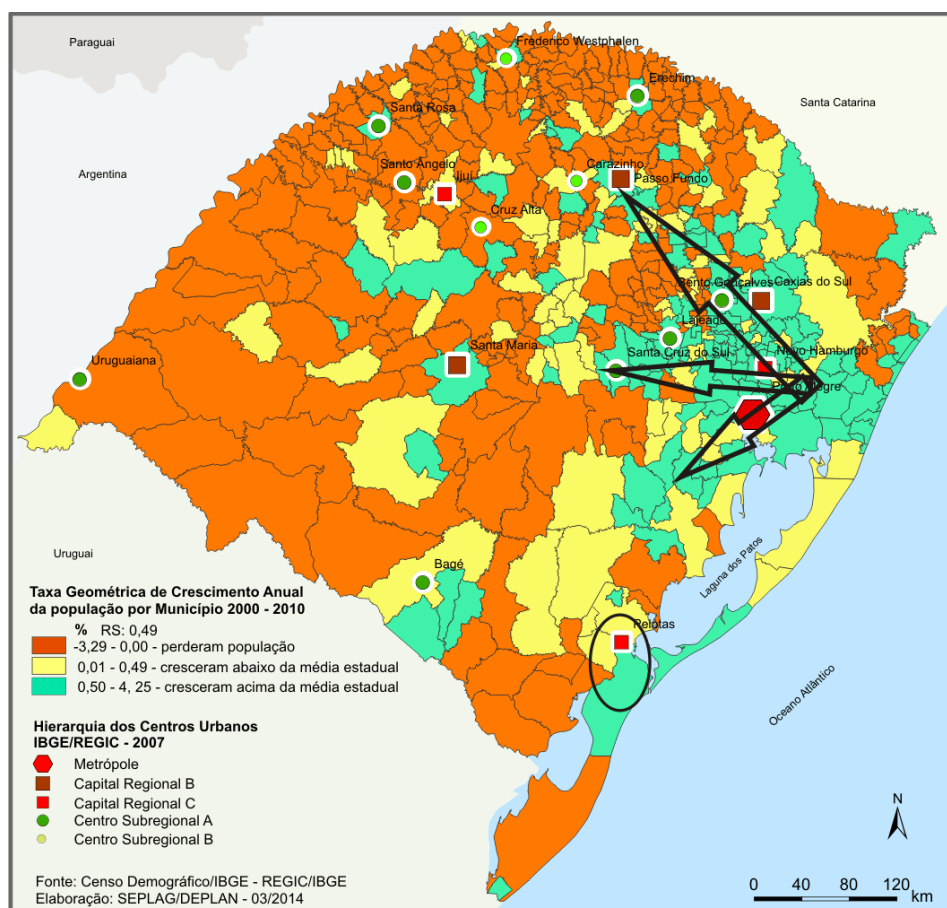 Paraguai
Frederico Westphalen
Erechim
Santa Catarina
Santa Rosa
Argentina
Santo Ângelo
Ijuí
Carazinho
Passo Fundo
Cruz Alta
Bento Gonçalves
Caxias do Sul
Lajeado
Santa Maria
Santa Cruz do Sul
Novo Hamburgo
Uruguaiana
Porto Alegre
Uruguai
Bagé
Laguna dos Patos
Pelotas
Oceano Atlântico
Taxa Geométrica de Crescimento Anual
da população por Município 2000 - 2010
% RS: 0,49
-3,29 - 0,00 - perderam população
0,01 - 0,49 - cresceram abaixo da média estadual
0,50 - 4, 25 - cresceram acima da média estadual
Hierarquia dos Centros Urbanos
IBGE/REGIC - 2007
Metrópole
Capital Regional B
Capital Regional C
Centro Subregional A
Centro Subregional B
Fonte: Censo Demográfico/IBGE - REGIC/IBGE
Elaboração: SEPLAG/DEPLAN - 03/2014
N
0 40 80 120
km